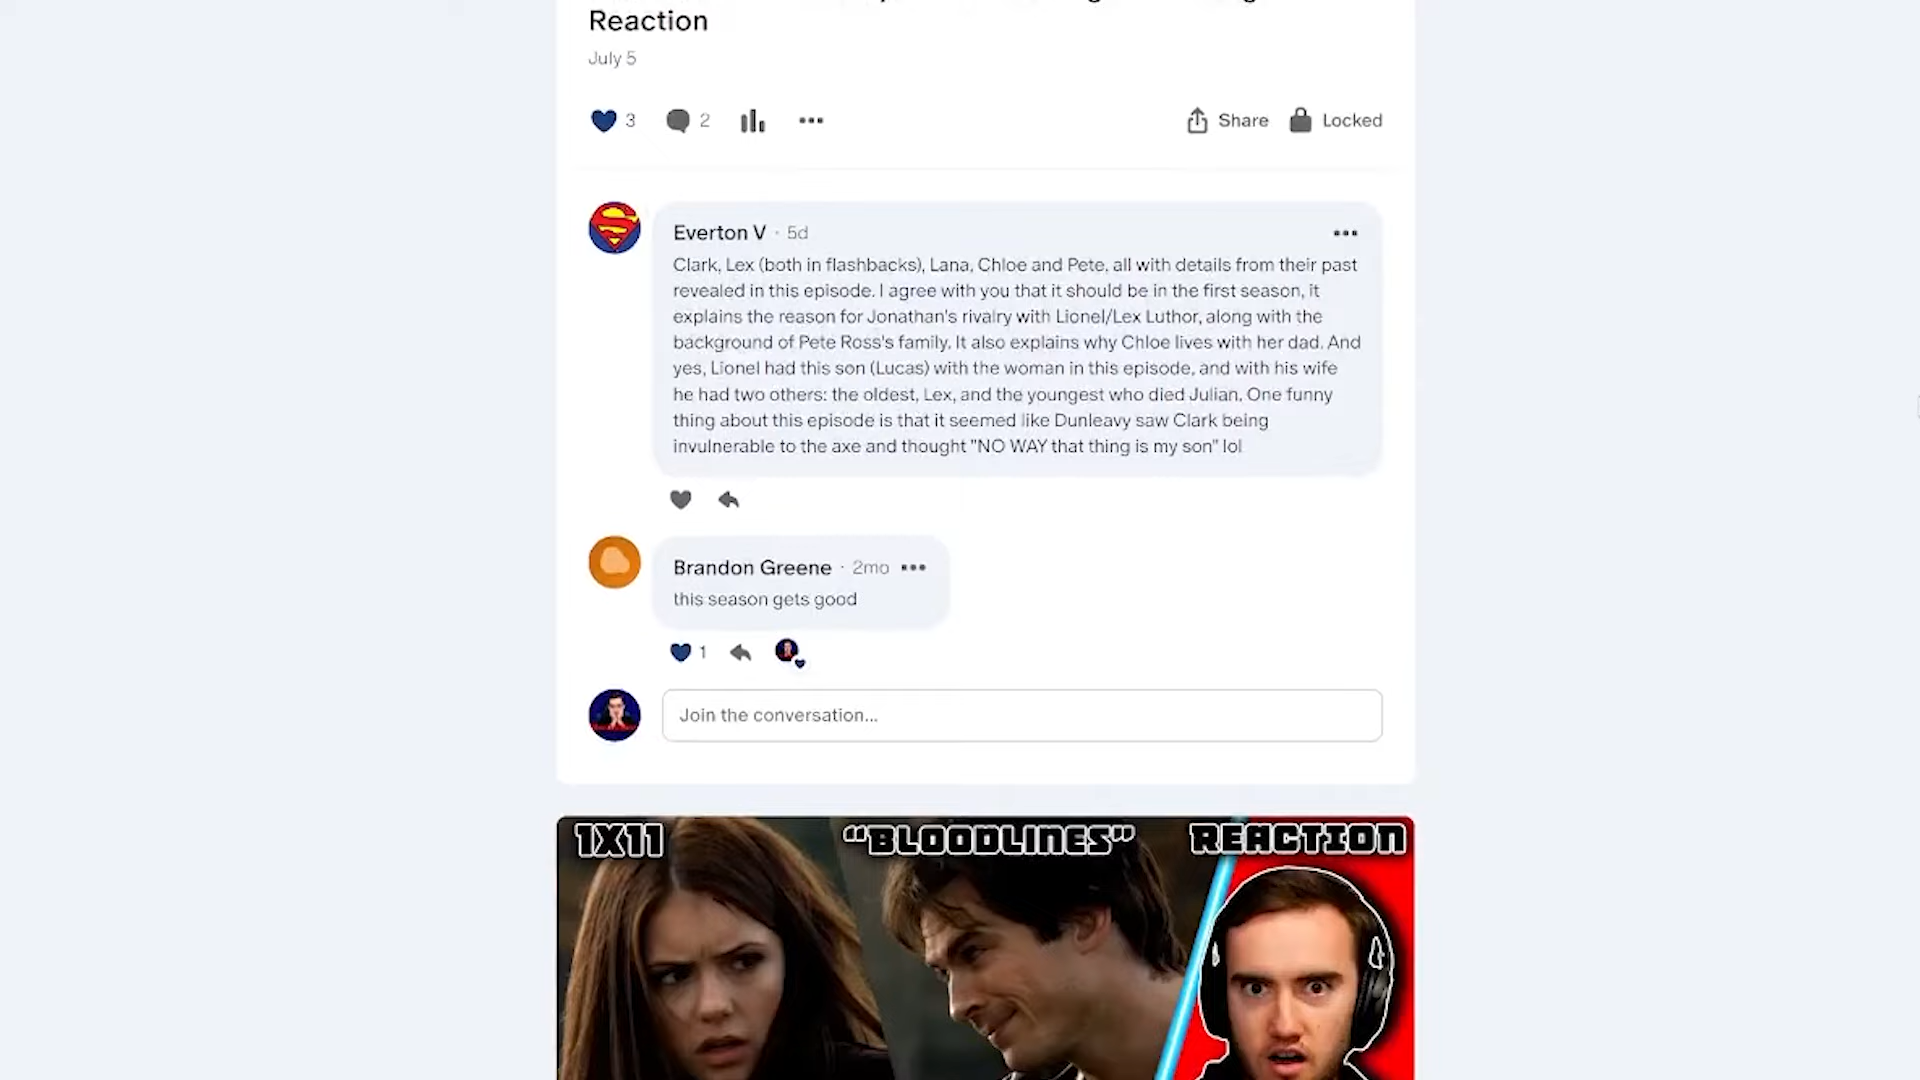 Reaction
July 5
3
2
Share
Locked
Everton V · 5d
Clark, Lex (both in flashbacks), Lana, Chloe and Pete, all with details from their past
revealed in this episode. I agree with you that it should be in the first season, it
explains the reason for Jonathan's rivalry with Lionel/Lex Luthor, along with the
background of Pete Ross's family. It also explains why Chloe lives with her dad. And
yes, Lionel had this son (Lucas) with the woman in this episode, and with his wife
he had two others: the oldest, Lex, and the youngest who died Julian. One funny
thing about this episode is that it seemed like Dunleavy saw Clark being
invulnerable to the axe and thought "NO WAY that thing is my son" lol
Brandon Greene · 2mo
this season gets good
1
Join the conversation...
1X11
"BLOODLINES"
REACTION